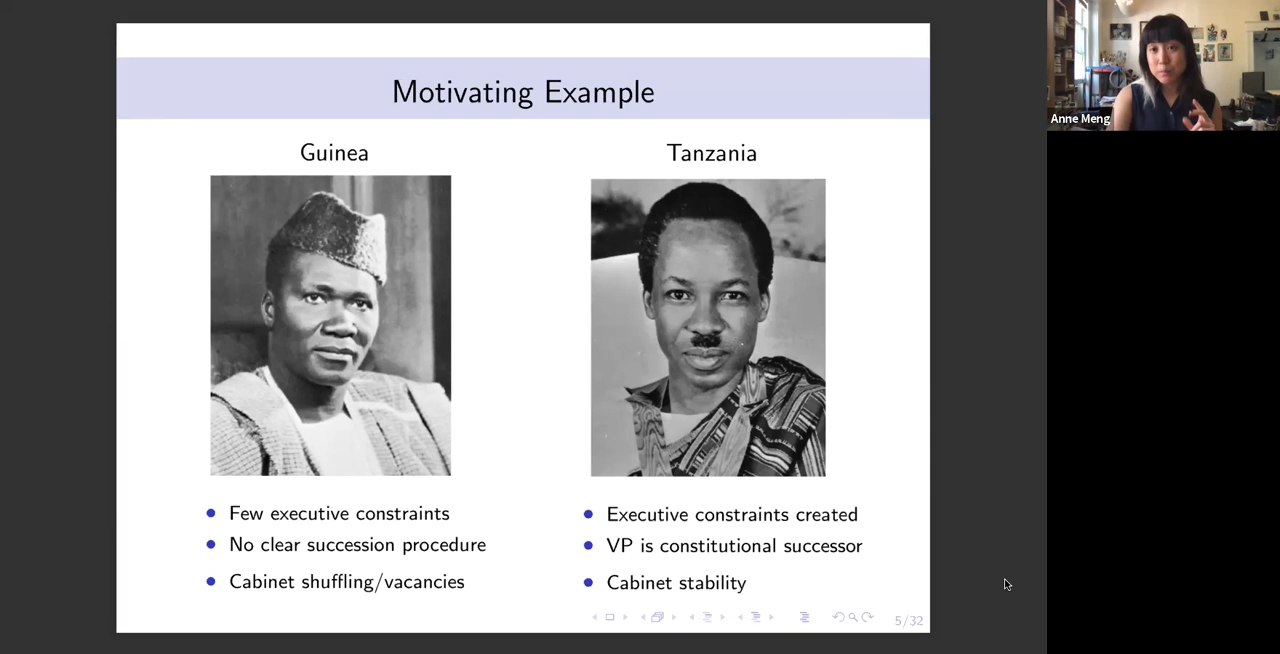 Motivating Example
Guinea
Few executive constraints
No clear succession procedure
Cabinet shuffling/vacancies
Tanzania
Executive constraints created
VP is constitutional successor
Cabinet stability
5/32
Anne Meng